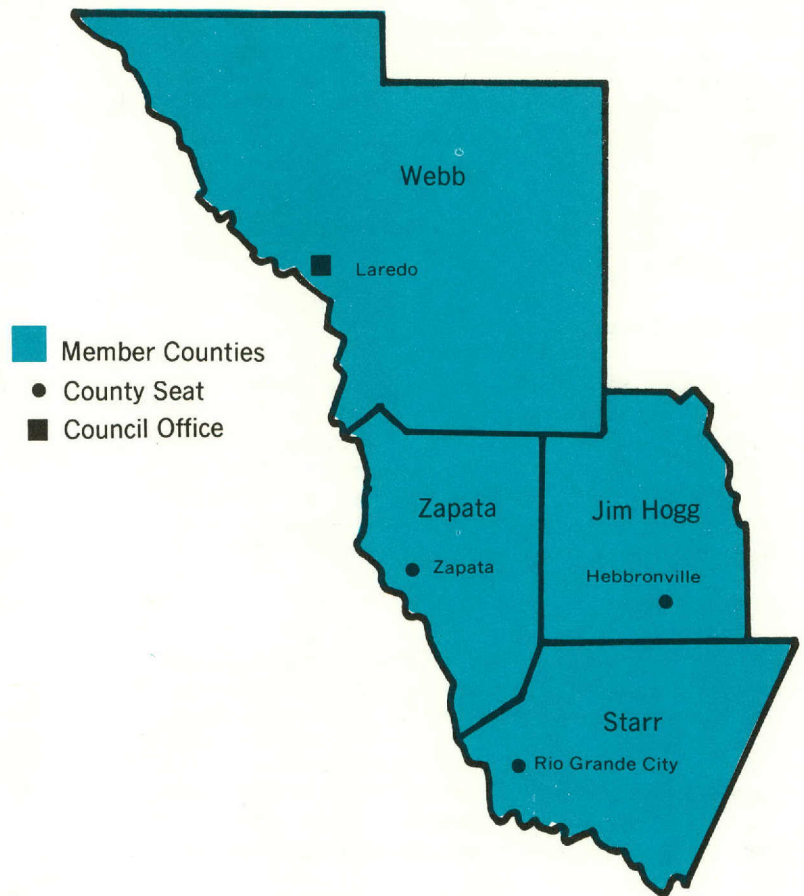 Webb
Laredo
Member Counties
County Seat
Council Office
Zapata
Jim Hogg
Zapata
Hebbronville
Starr
Rio Grande City